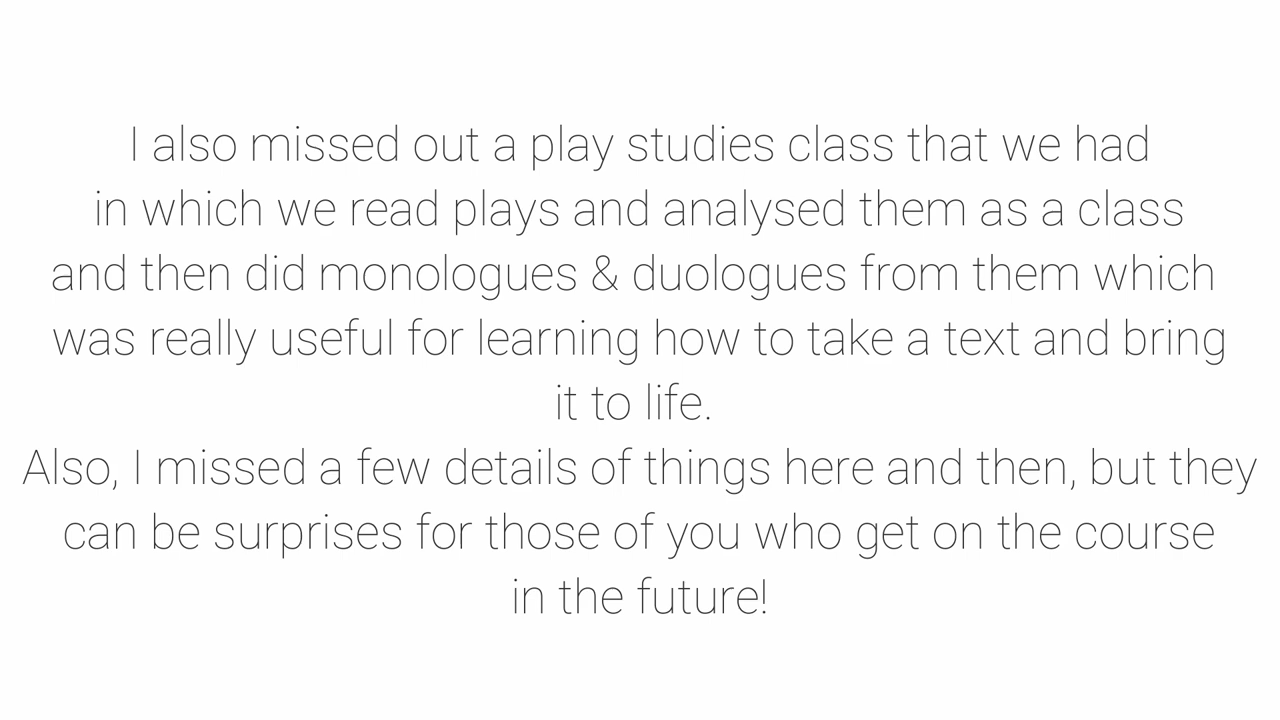 I also missed out a play studies class that we had
in which we read plays and analysed them as a class
and then did monologues & duologues from them which
was really useful for learning how to take a text and bring
it to life.
Also, I missed a few details of things here and then, but they
can be surprises for those of you who get on the course
in the future!